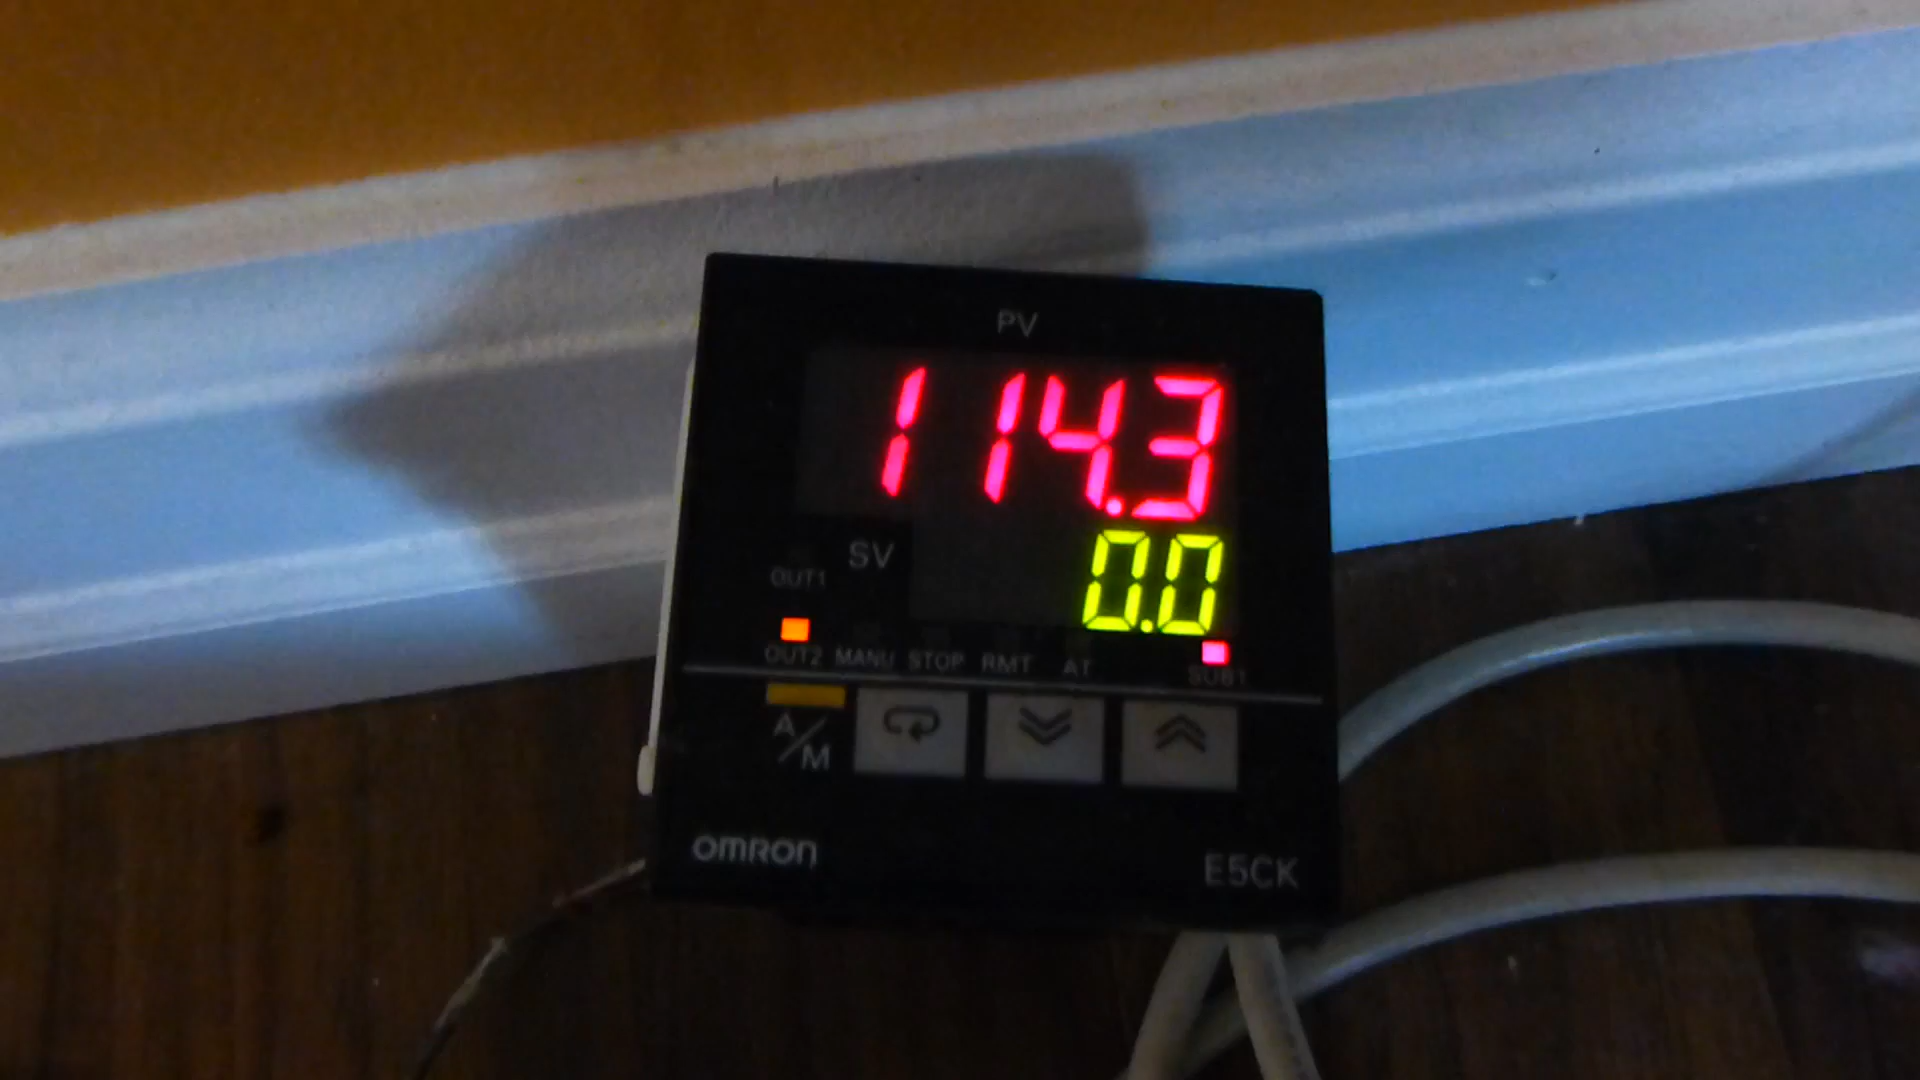 PV
114.3
SV
0.0
OUT1
OUT2 MANU STOP RMT AT SUB1
A/M
OMRON
E5CK